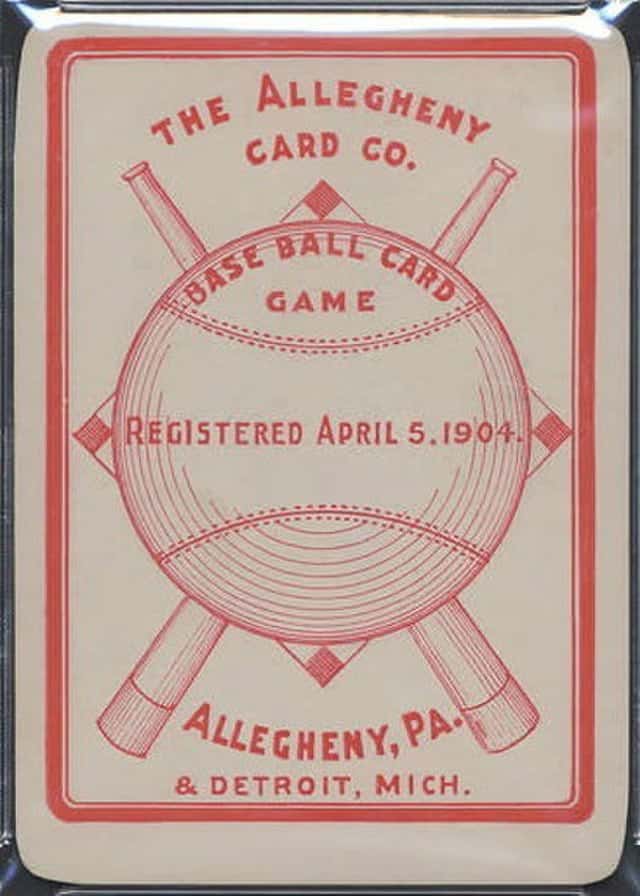 THE ALLEGHENY
CARD CO.
BASE BALL CARD
GAME
REGISTERED APRIL 5. 1904.
ALLEGHENY, PA.
& DETROIT, MICH.